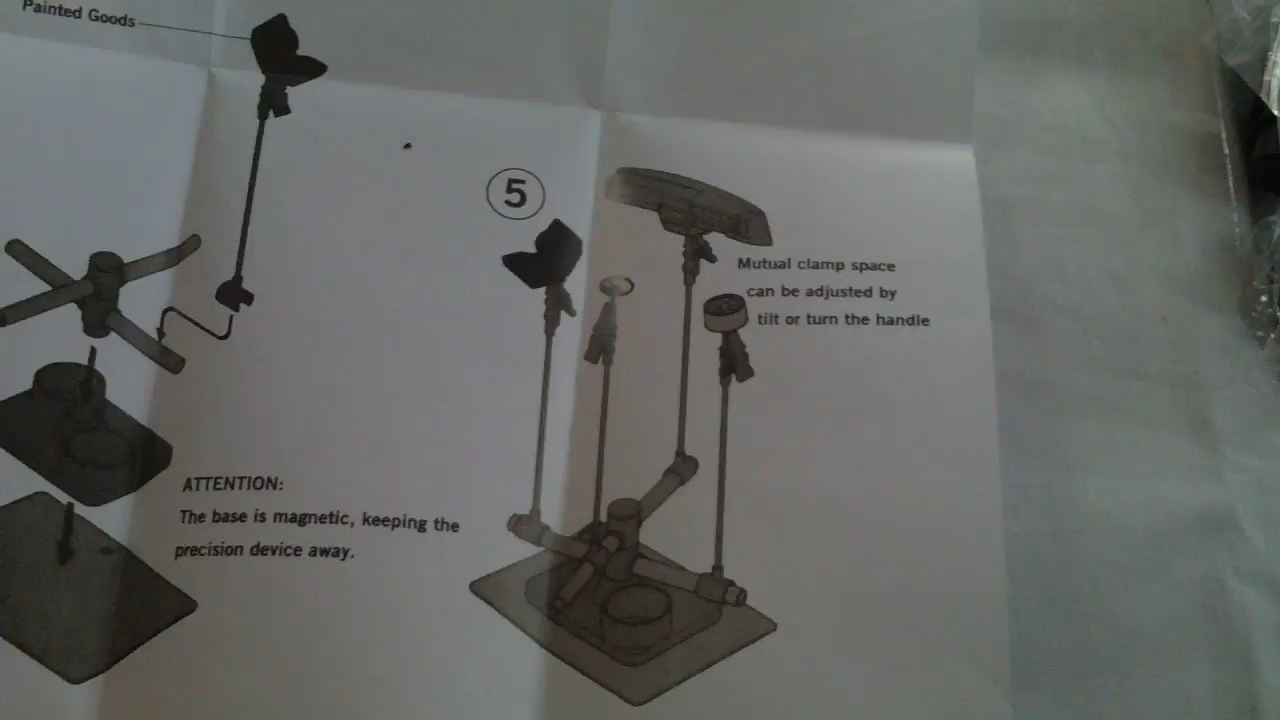 Painted Goods
5
Mutual clamp space
can be adjusted by
tilt or turn the handle
ATTENTION:
The base is magnetic, keeping the
precision device away.